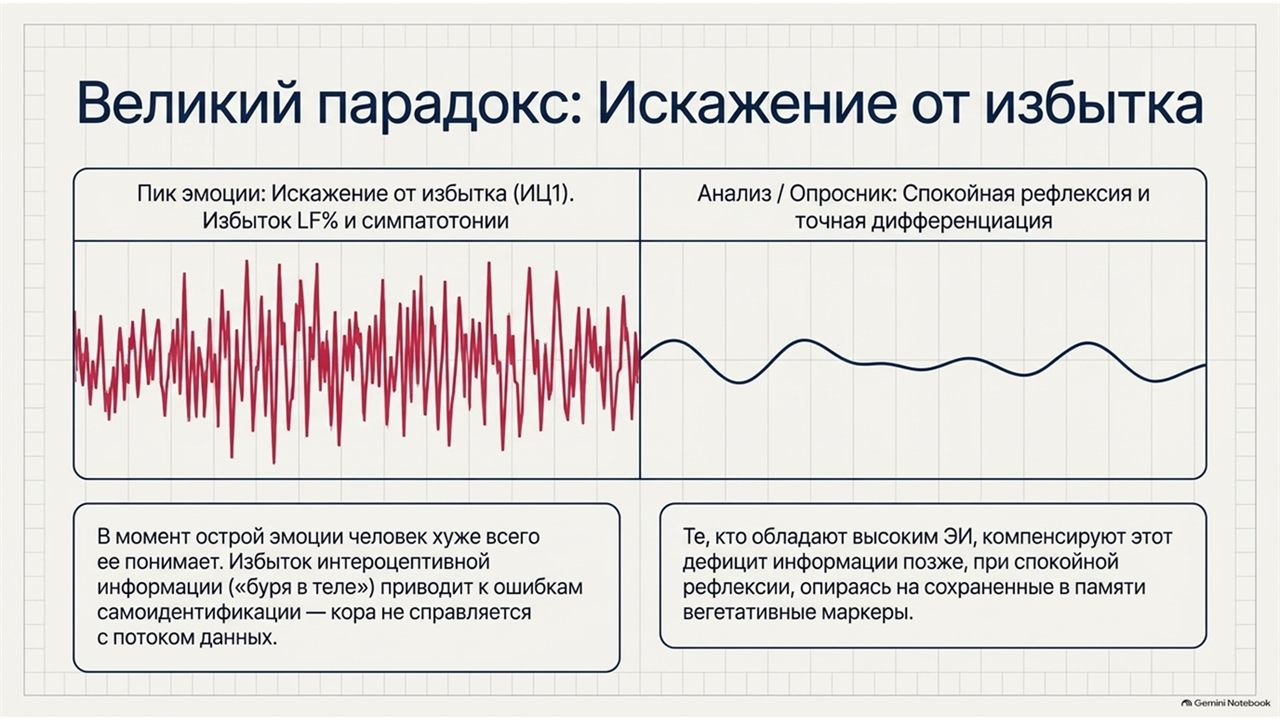 Великий парадокс: Искажение от избытка
Пик эмоции: Искажение от избытка (ИЦ1).
Избыток LF% и симпатотонии
Анализ / Опросник: Спокойная рефлексия и
точная дифференциация
В момент острой эмоции человек хуже всего
ее понимает. Избыток интероцептивной
информации («буря в теле») приводит к ошибкам
самоидентификации — кора не справляется
с потоком данных.
Те, кто обладают высоким ЭИ, компенсируют этот
дефицит информации позже, при спокойной
рефлексии, опираясь на сохраненные в памяти
вегетативные маркеры.
Gemini Notebook